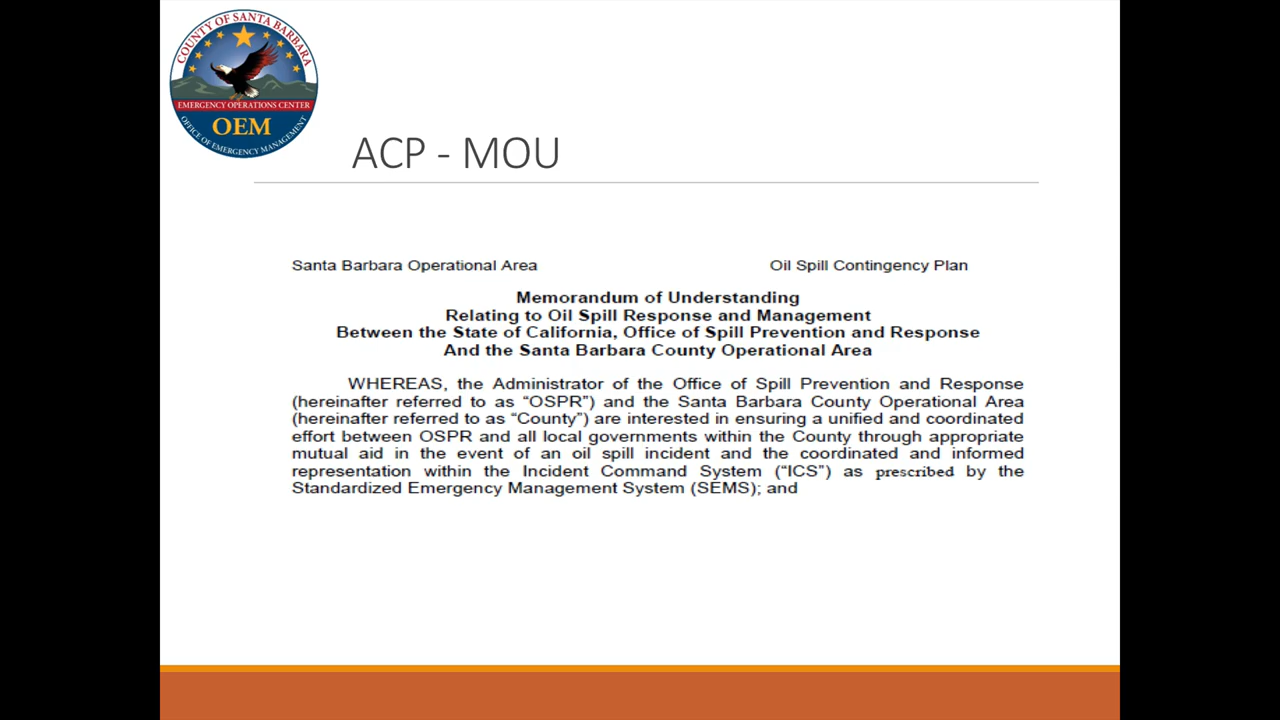 COUNTY OF SANTA BARBARA
EMERGENCY OPERATIONS CENTER
OEM
OFFICE OF EMERGENCY MANAGEMENT
ACP - MOU
Santa Barbara Operational Area Oil Spill Contingency Plan
Memorandum of Understanding
Relating to Oil Spill Response and Management
Between the State of California, Office of Spill Prevention and Response
And the Santa Barbara County Operational Area
WHEREAS, the Administrator of the Office of Spill Prevention and Response
(hereinafter referred to as “OSPR”) and the Santa Barbara County Operational Area
(hereinafter referred to as “County”) are interested in ensuring a unified and coordinated
effort between OSPR and all local governments within the County through appropriate
mutual aid in the event of an oil spill incident and the coordinated and informed
representation within the Incident Command System (“ICS”) as prescribed by the
Standardized Emergency Management System (SEMS); and